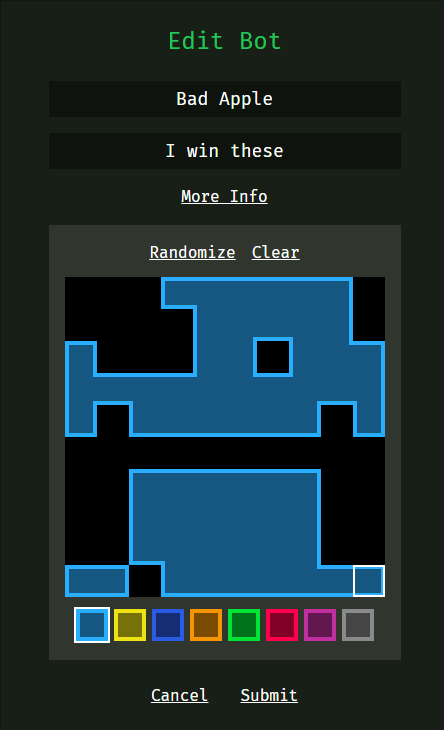 Edit Bot
Bad Apple
I win these
More Info
Randomize Clear
Cancel Submit